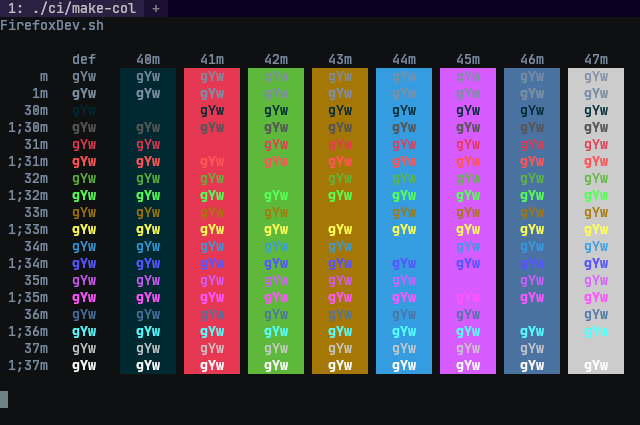 1: ./ci/make-col +
FirefoxDev.sh
def 40m 41m 42m 43m 44m 45m 46m 47m
m gYw gYw gYw gYw gYw gYw gYw gYw gYw
1m gYw gYw gYw gYw gYw gYw gYw gYw gYw
30m gYw gYw gYw gYw gYw gYw gYw gYw
1;30m gYw gYw gYw gYw gYw gYw gYw gYw gYw
31m gYw gYw gYw gYw gYw gYw gYw gYw
1;31m gYw gYw gYw gYw gYw gYw gYw gYw gYw
32m gYw gYw gYw gYw gYw gYw gYw gYw
1;32m gYw gYw gYw gYw gYw gYw gYw gYw gYw
33m gYw gYw gYw gYw gYw gYw gYw gYw
1;33m gYw gYw gYw gYw gYw gYw gYw gYw gYw
34m gYw gYw gYw gYw gYw gYw gYw gYw
1;34m gYw gYw gYw gYw gYw gYw gYw gYw gYw
35m gYw gYw gYw gYw gYw gYw gYw gYw
1;35m gYw gYw gYw gYw gYw gYw gYw gYw gYw
36m gYw gYw gYw gYw gYw gYw gYw gYw
1;36m gYw gYw gYw gYw gYw gYw gYw gYw gYw
37m gYw gYw gYw gYw gYw gYw gYw gYw
1;37m gYw gYw gYw gYw gYw gYw gYw gYw gYw